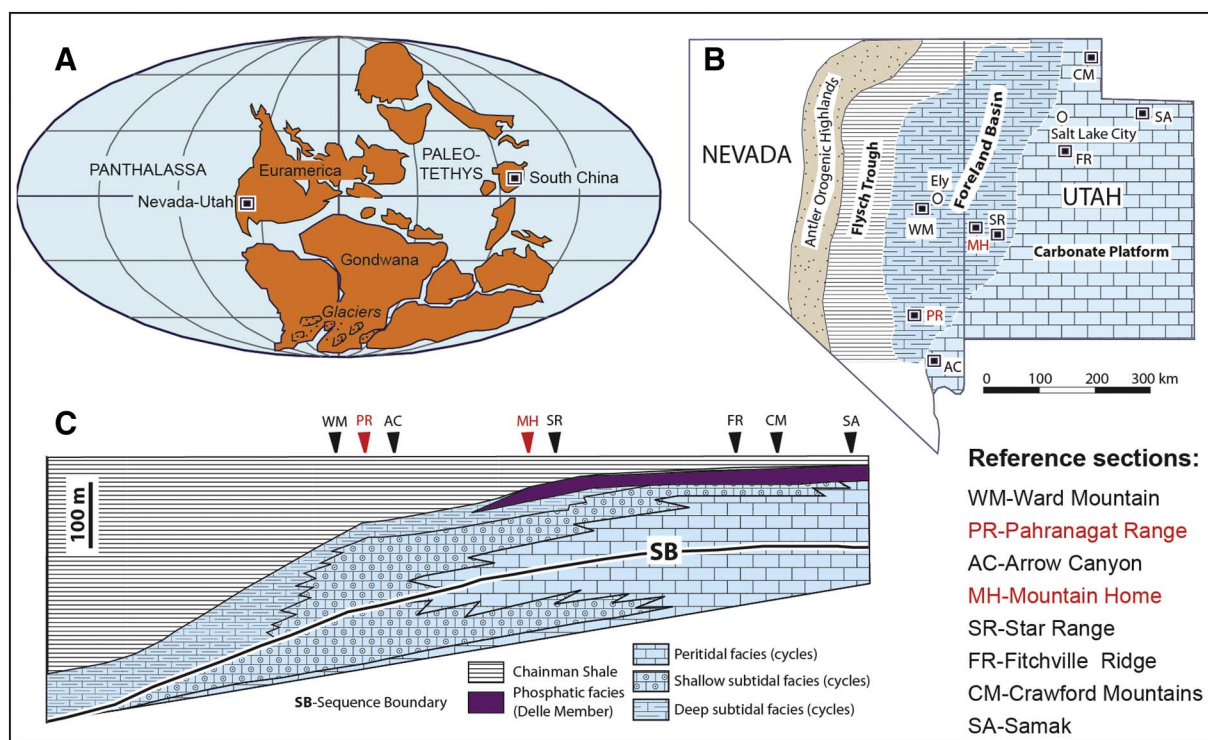 A
PANTHALASSA
Euramerica
PALEO-
TETHYS
South China
Nevada-Utah
Gondwana
Glaciers
B
NEVADA
Antler Orogenic Highlands
Flysch Trough
Foreland Basin
CM
O
SA
Salt Lake City
FR
Ely
O
UTAH
WM
SR
MH
Carbonate Platform
PR
AC
0 100 200 300 km
C
WM PR AC MH SR FR CM SA
100 m
SB
SB-Sequence Boundary
Chainman Shale
Phosphatic facies
(Delle Member)
Peritidal facies (cycles)
Shallow subtidal facies (cycles)
Deep subtidal facies (cycles)
Reference sections:
WM-Ward Mountain
PR-Pahranagat Range
AC-Arrow Canyon
MH-Mountain Home
SR-Star Range
FR-Fitchville Ridge
CM-Crawford Mountains
SA-Samak